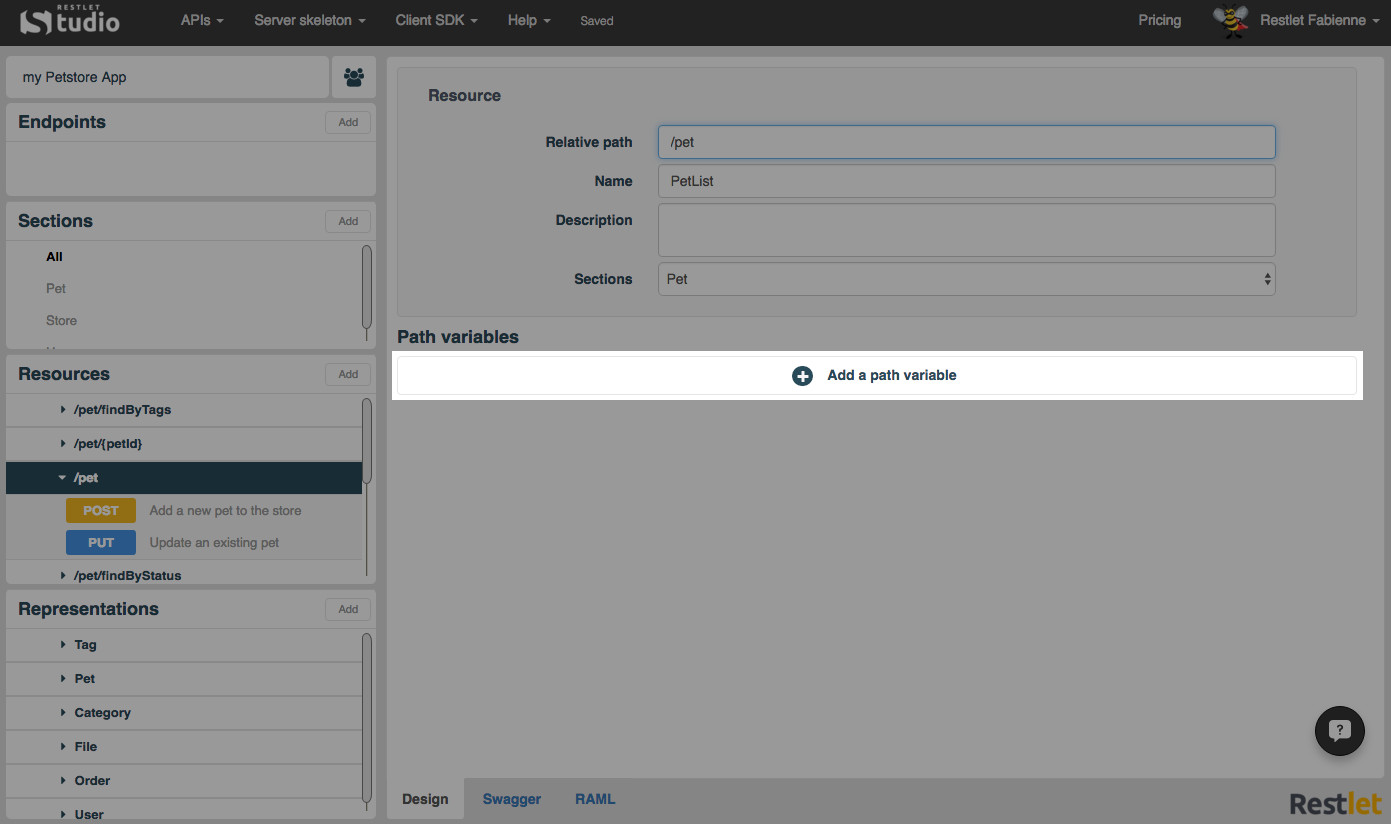 RESTLET
Studio
APIs
Server skeleton
Client SDK
Help
Saved
Pricing
Restlet Fabienne
my Petstore App
Endpoints
Add
Sections
Add
All
Pet
Store
Resources
Add
/pet/findByTags
/pet/{petId}
/pet
POST Add a new pet to the store
PUT Update an existing pet
/pet/findByStatus
Representations
Add
Tag
Pet
Category
File
Order
User
Resource
Relative path /pet
Name PetList
Description
Sections Pet
Path variables
Add a path variable
?
Design
Swagger
RAML
Restlet